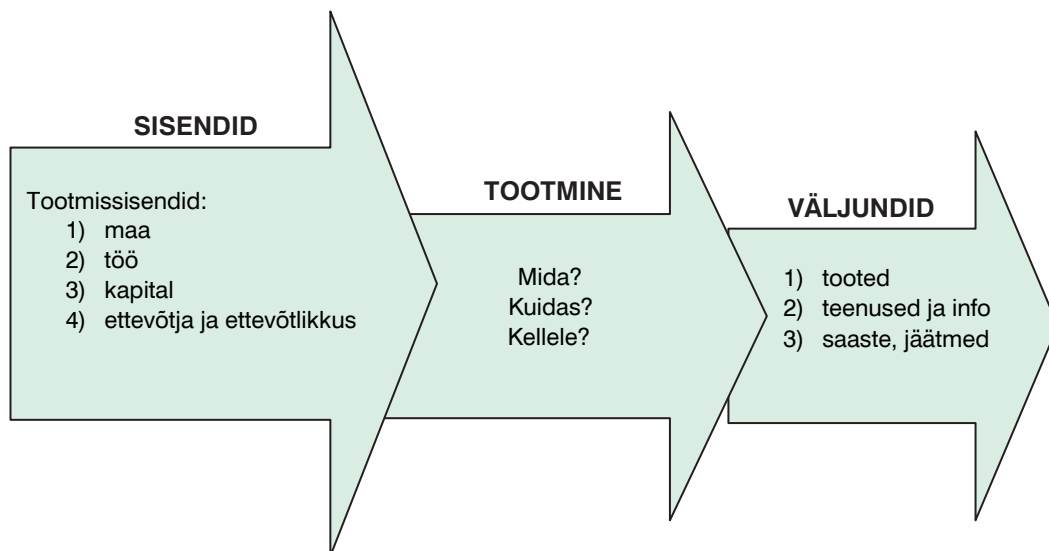 SISENDID
Tootmissisendid:
1) maa
2) töö
3) kapital
4) ettevõtja ja ettevõtlikkus
TOOTMINE
Mida?
Kuidas?
Kellele?
VÄLJUNDID
1) tooted
2) teenused ja info
3) saaste, jäätmed